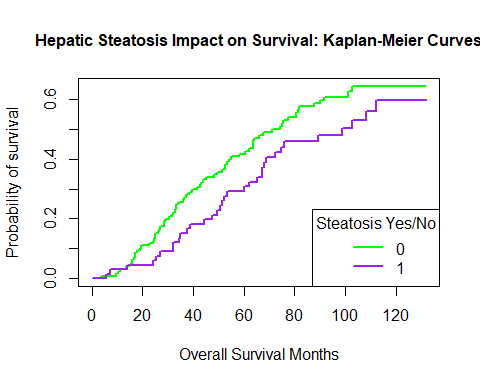 Hepatic Steatosis Impact on Survival: Kaplan-Meier Curves
Probability of survival
0.0
0.2
0.4
0.6
Steatosis Yes/No
0
1
0 20 40 60 80 100 120
Overall Survival Months